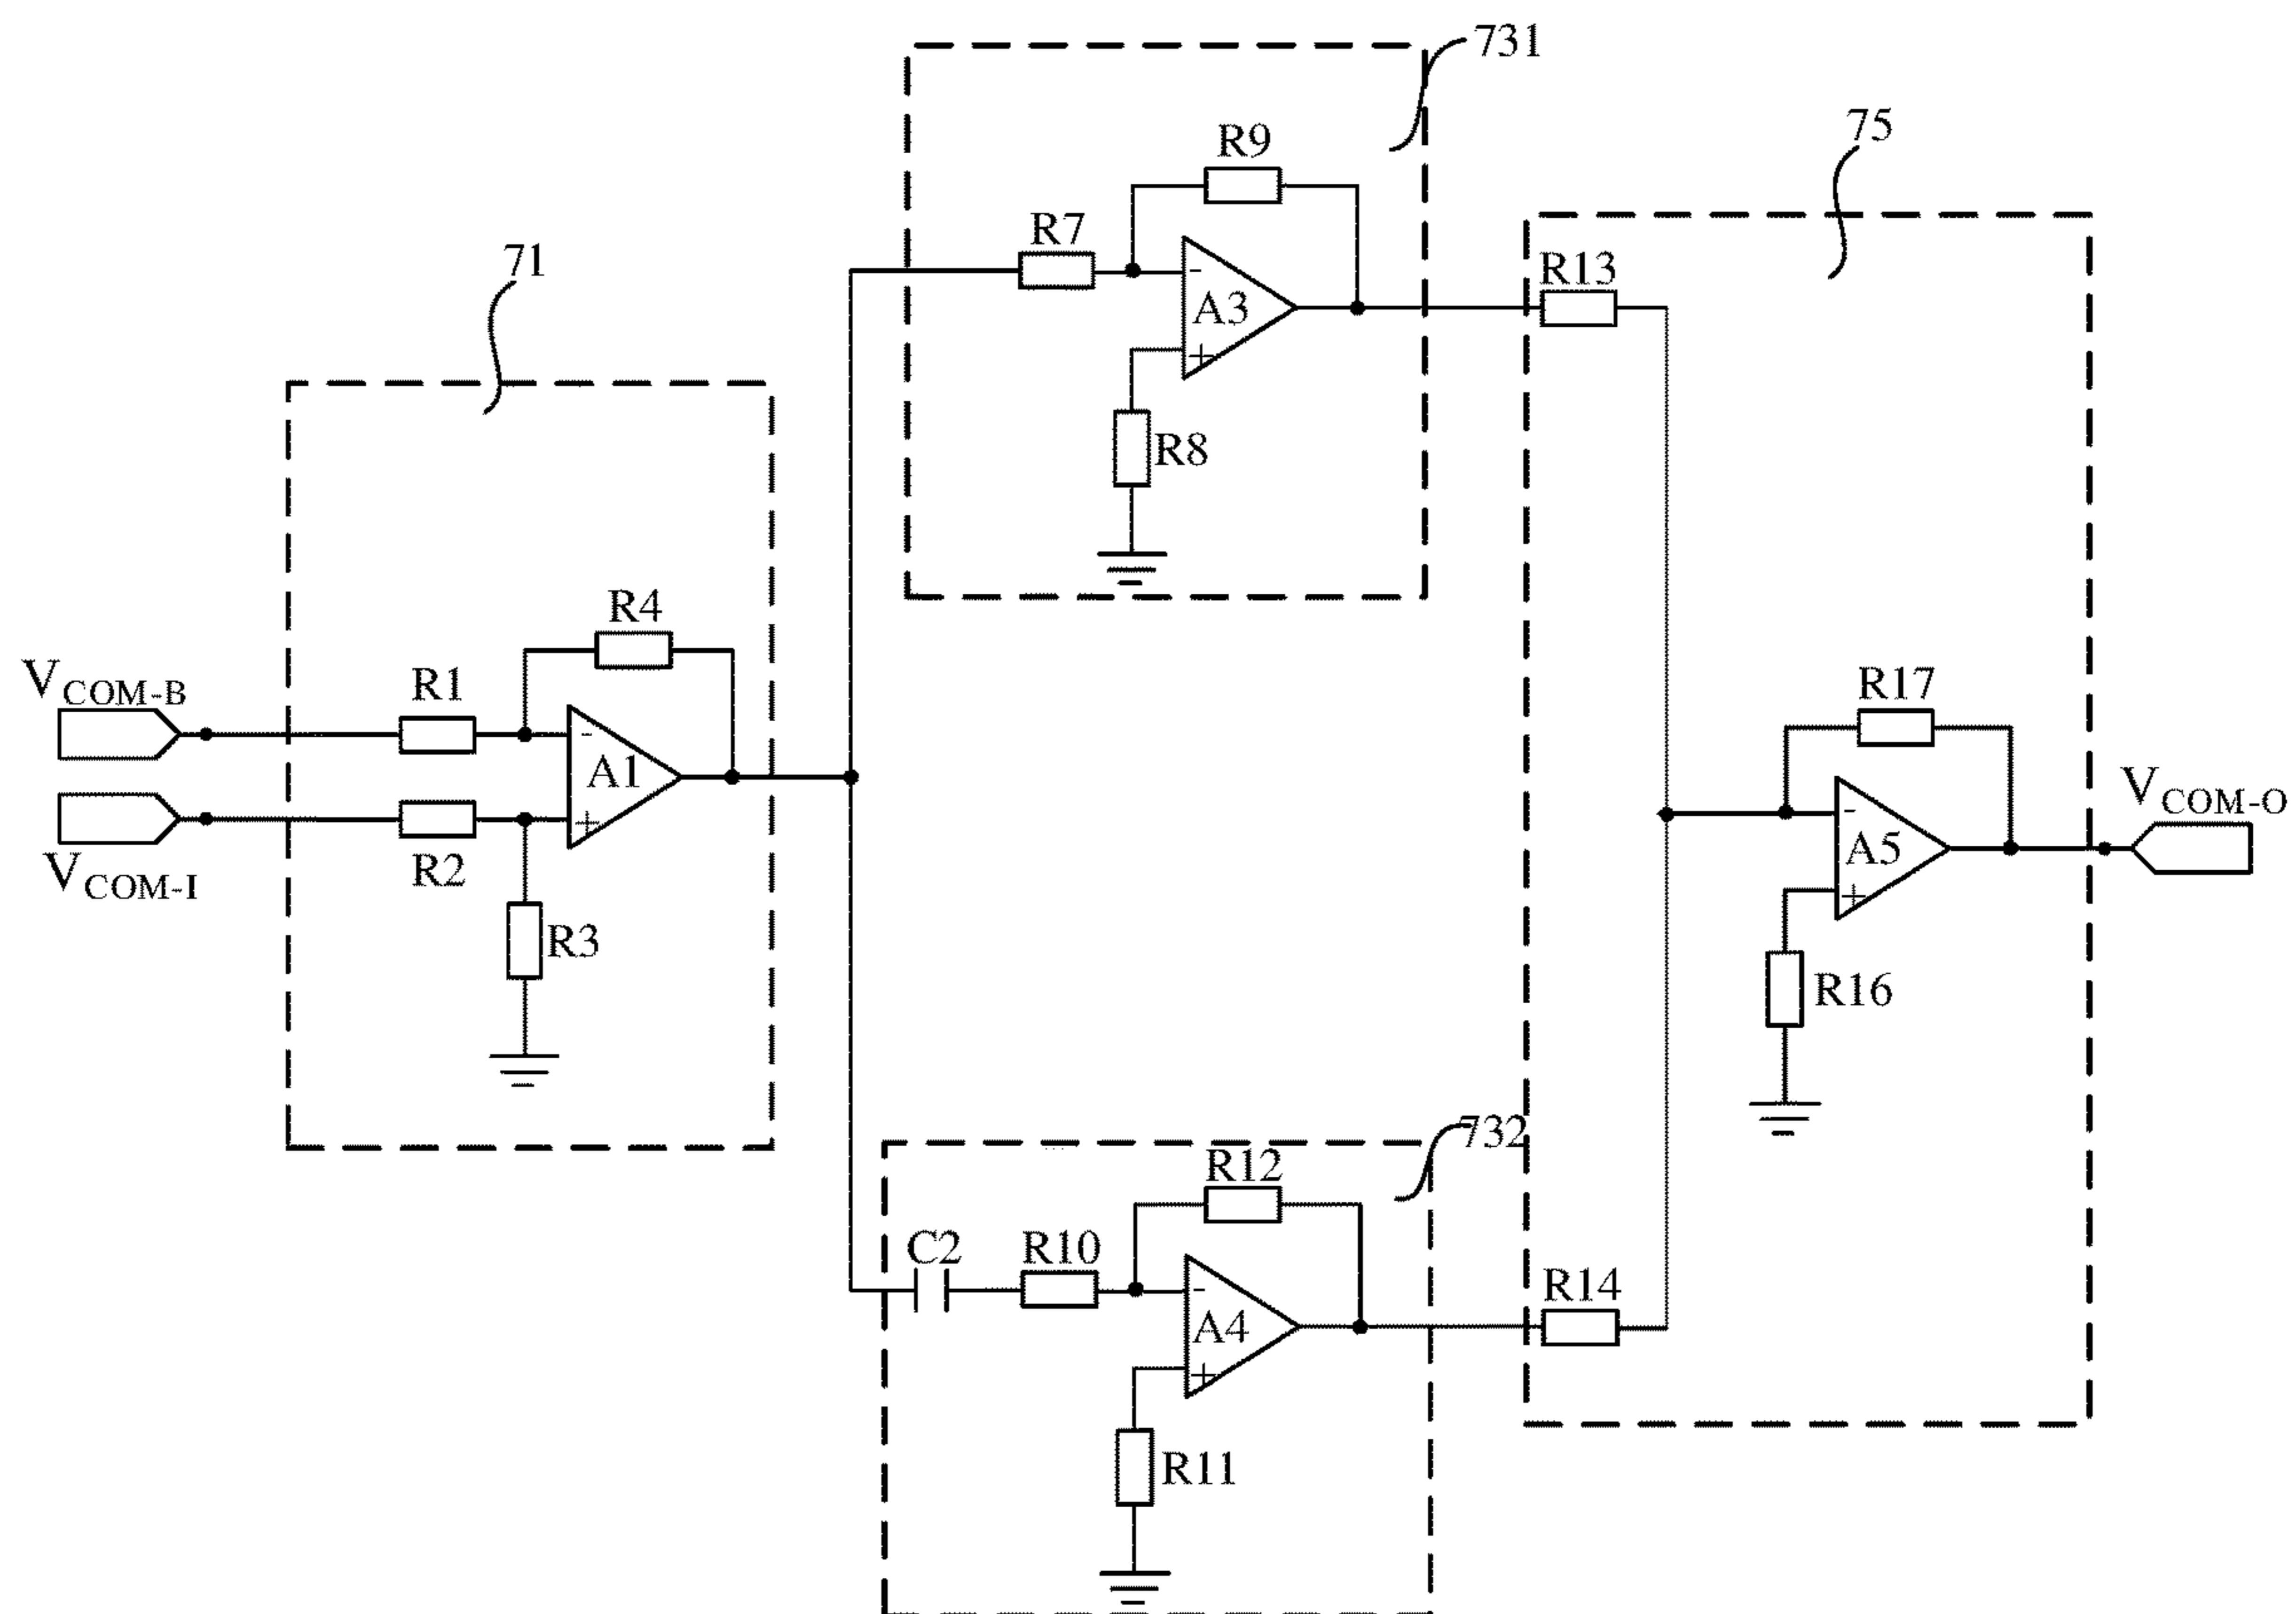 731
75
R9
R7
-
A3
+
R8
R13
71
R4
V_COM-B
R1
-
A1
+
V_COM-I
R2
R3
R17
-
A5
+
V_COM-O
R16
732
R12
C2
R10
-
A4
+
R11
R14